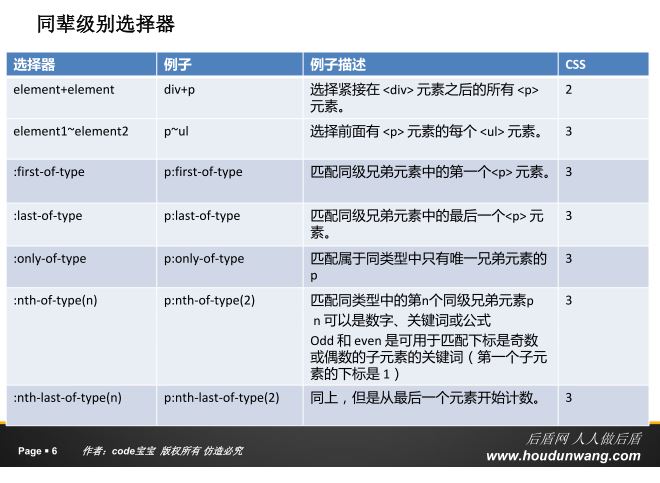 同辈级别选择器
选择器 例子 例子描述 CSS
element+element div+p 选择紧接在 <div> 元素之后的所有 <p> 2
元素。
element1~element2 p~ul 选择前面有 <p> 元素的每个 <ul> 元素。 3
:first-of-type p:first-of-type 匹配同级兄弟元素中的第一个<p> 元素。 3
:last-of-type p:last-of-type 匹配同级兄弟元素中的最后一个<p> 元 3
素。
:only-of-type p:only-of-type 匹配属于同类型中只有唯一兄弟元素的 3
p
:nth-of-type(n) p:nth-of-type(2) 匹配同类型中的第n个同级兄弟元素p 3
n 可以是数字、关键词或公式
Odd 和 even 是可用于匹配下标是奇数
或偶数的子元素的关键词（第一个子元
素的下标是 1）
:nth-last-of-type(n) p:nth-last-of-type(2) 同上，但是从最后一个元素开始计数。 3
后盾网 人人做后盾
Page ▪ 6 作者：code宝宝 版权所有 仿造必究
www.houdunwang.com